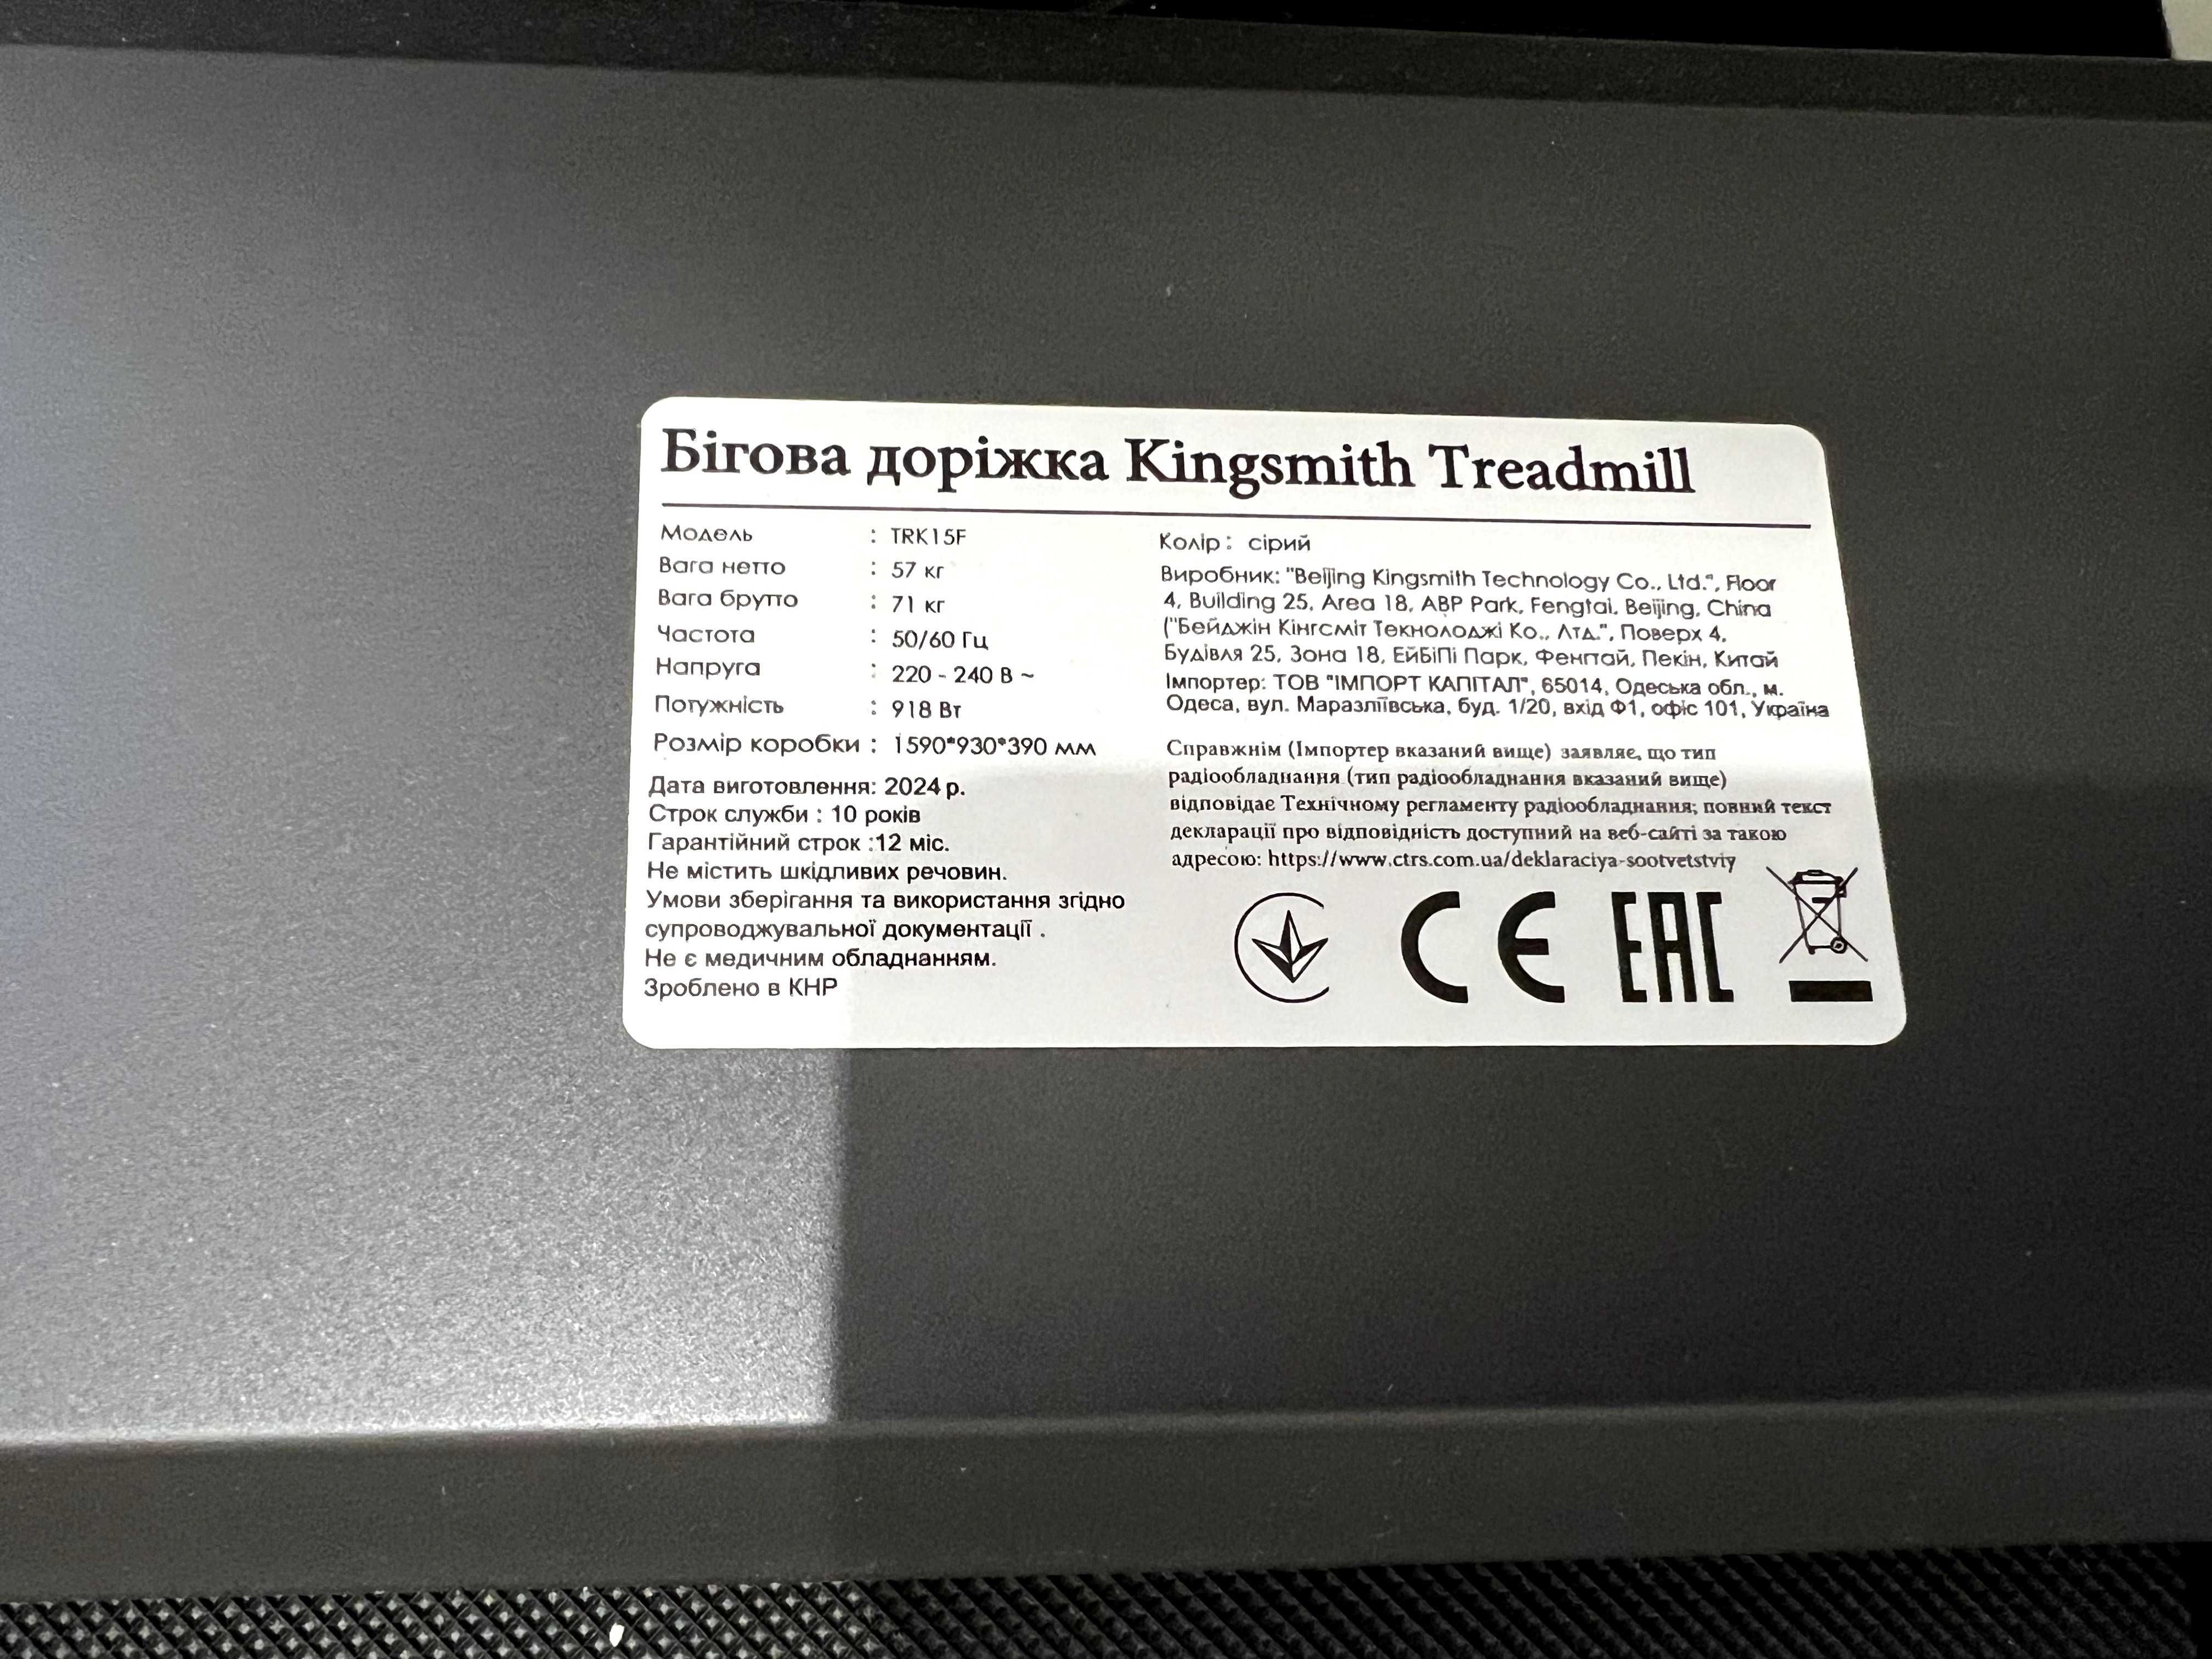 Бігова доріжка Kingsmith Treadmill
Модель : TRK15F
Вага нетто : 57 кг
Вага брутто : 71 кг
Частота : 50/60 Гц
Напруга : 220 - 240 В ~
Потужність : 918 Вт
Розмір коробки : 1590*930*390 мм
Дата виготовлення: 2024 р.
Строк служби : 10 років
Гарантійний строк :12 міс.
Не містить шкідливих речовин.
Умови зберігання та використання згідно
супроводжувальної документації .
Не є медичним обладнанням.
Зроблено в КНР
Колір : сірий
Виробник: "Beijing Kingsmith Technology Co., Ltd.", Floor
4, Building 25, Area 18, ABP Park, Fengtai, Beijing, China
("Бейджін Кінгсміт Текнолоджі Ко., Лтд.", Поверх 4,
Будівля 25, Зона 18, ЕйБіПі Парк, Фенгтай, Пекін, Китай
Імпортер: ТОВ "ІМПОРТ КАПІТАЛ", 65014, Одеська обл., м.
Одеса, вул. Маразліївська, буд. 1/20, вхід Ф1, офіс 101, Україна
Справжнім (Імпортер вказаний вище) заявляє, що тип
радіообладнання (тип радіообладнання вказаний вище)
відповідає Технічному регламенту радіообладнання; повний текст
декларації про відповідність доступний на веб-сайті за такою
адресою: https://www.ctrs.com.ua/deklaraciya-sootvetstviy
CE EAC